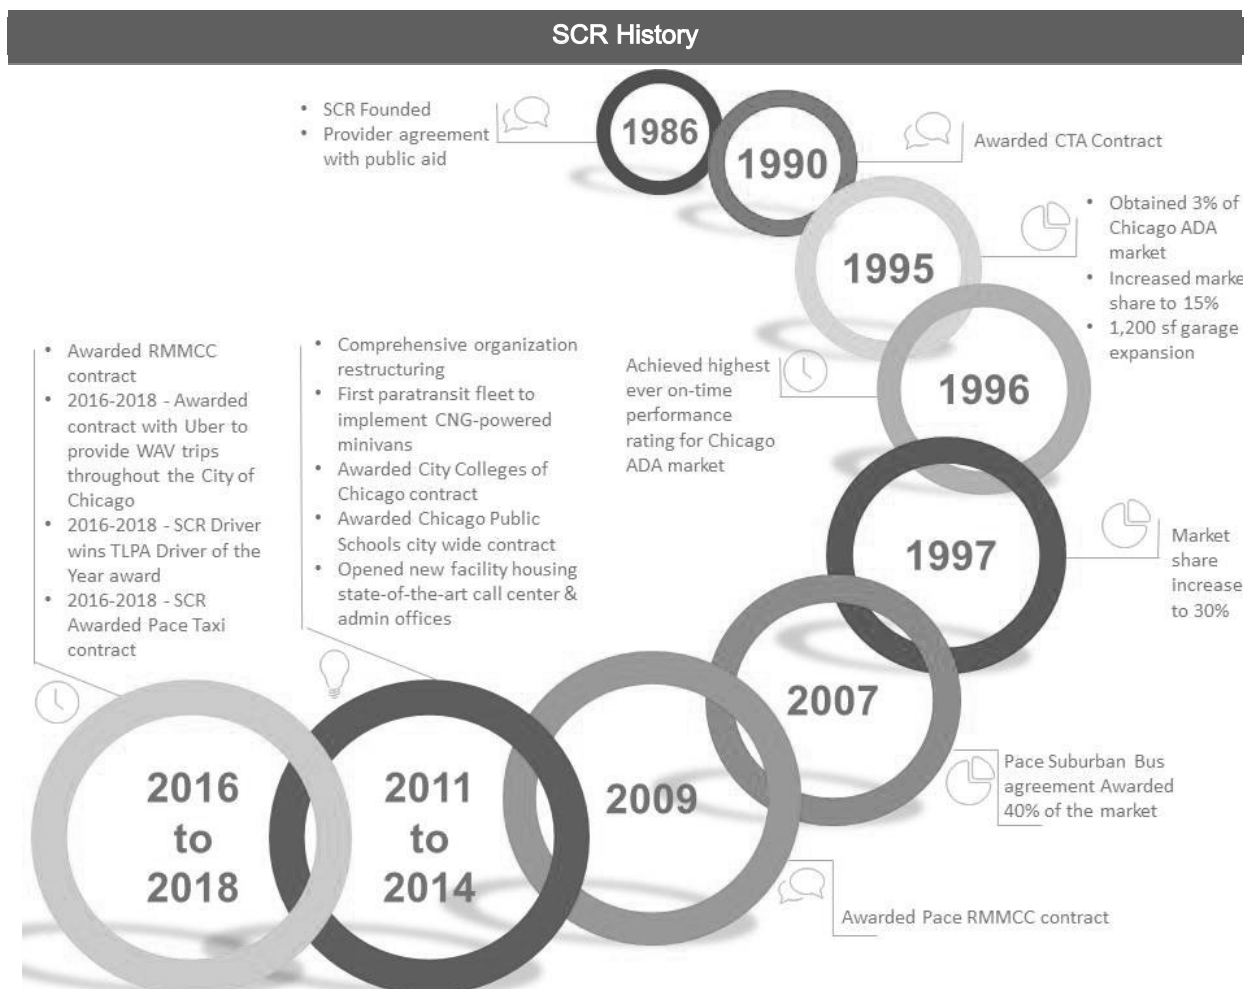 SCR History
• SCR Founded
• Provider agreement
with public aid
1986
1990
Awarded CTA Contract
1995
• Obtained 3% of
Chicago ADA
market
• Increased marke
share to 15%
• 1,200 sf garage
expansion
Achieved highest
ever on-time
performance
rating for Chicago
ADA market
1996
1997
Market
share
increase
to 30%
2007
Pace Suburban Bus
agreement Awarded
40% of the market
2009
Awarded Pace RMMCC contract
• Comprehensive organization
restructuring
• First paratransit fleet to
implement CNG-powered
minivans
• Awarded City Colleges of
Chicago contract
• Awarded Chicago Public
Schools city wide contract
• Opened new facility housing
state-of-the-art call center &
admin offices
2011
to
2014
• Awarded RMMCC
contract
• 2016-2018 - Awarded
contract with Uber to
provide WAV trips
throughout the City of
Chicago
• 2016-2018 - SCR Driver
wins TLPA Driver of the
Year award
• 2016-2018 - SCR
Awarded Pace Taxi
contract
2016
to
2018